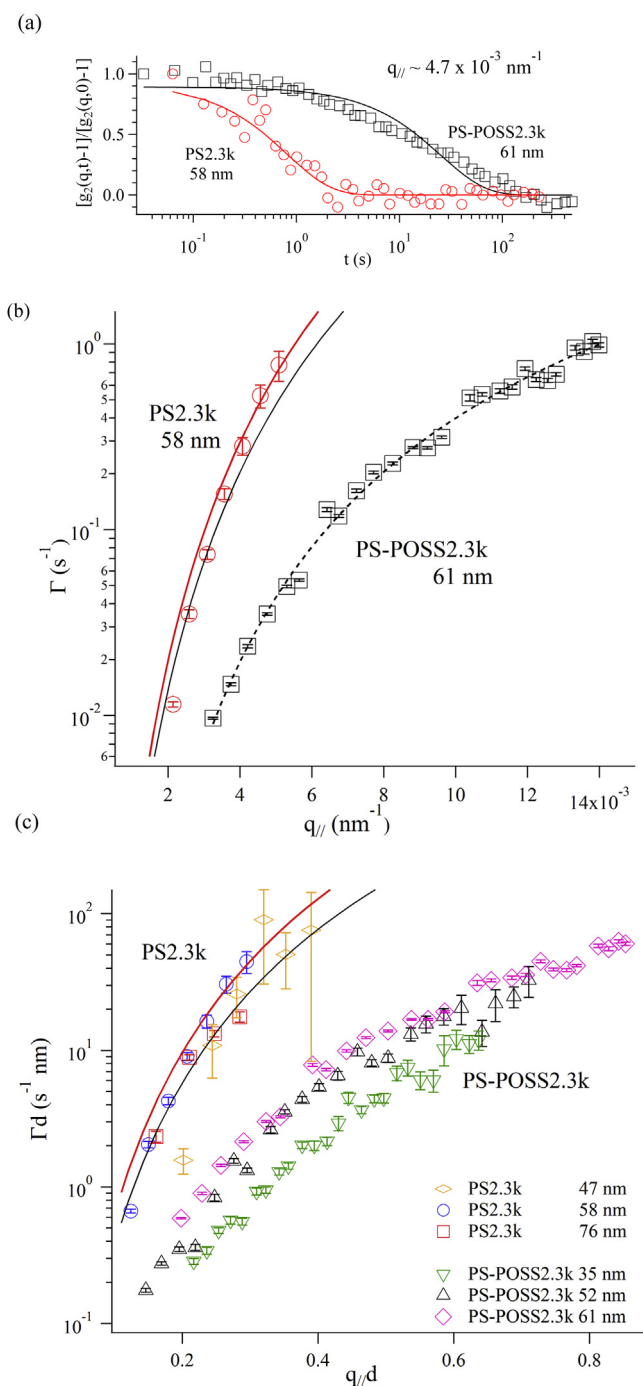 (a)
[g₂(q,t)-1]/[g₂(q,0)-1]
1.0
0.5
0.0
q// ~ 4.7 x 10⁻³ nm⁻¹
PS2.3k
58 nm
PS-POSS2.3k
61 nm
10⁻¹ 10⁰ 10¹ 10²
t (s)
(b)
Γ (s⁻¹)
10⁰
6
5
4
3
2
10⁻¹
6
5
4
3
2
10⁻²
6
PS2.3k
58 nm
PS-POSS2.3k
61 nm
2 4 6 8 10 12 14x10⁻³
q// (nm⁻¹)
(c)
Γd (s⁻¹ nm)
10²
10¹
10⁰
10⁻¹
PS2.3k
PS-POSS2.3k
PS2.3k 47 nm
PS2.3k 58 nm
PS2.3k 76 nm
PS-POSS2.3k 35 nm
PS-POSS2.3k 52 nm
PS-POSS2.3k 61 nm
0.2 0.4 0.6 0.8
q//d